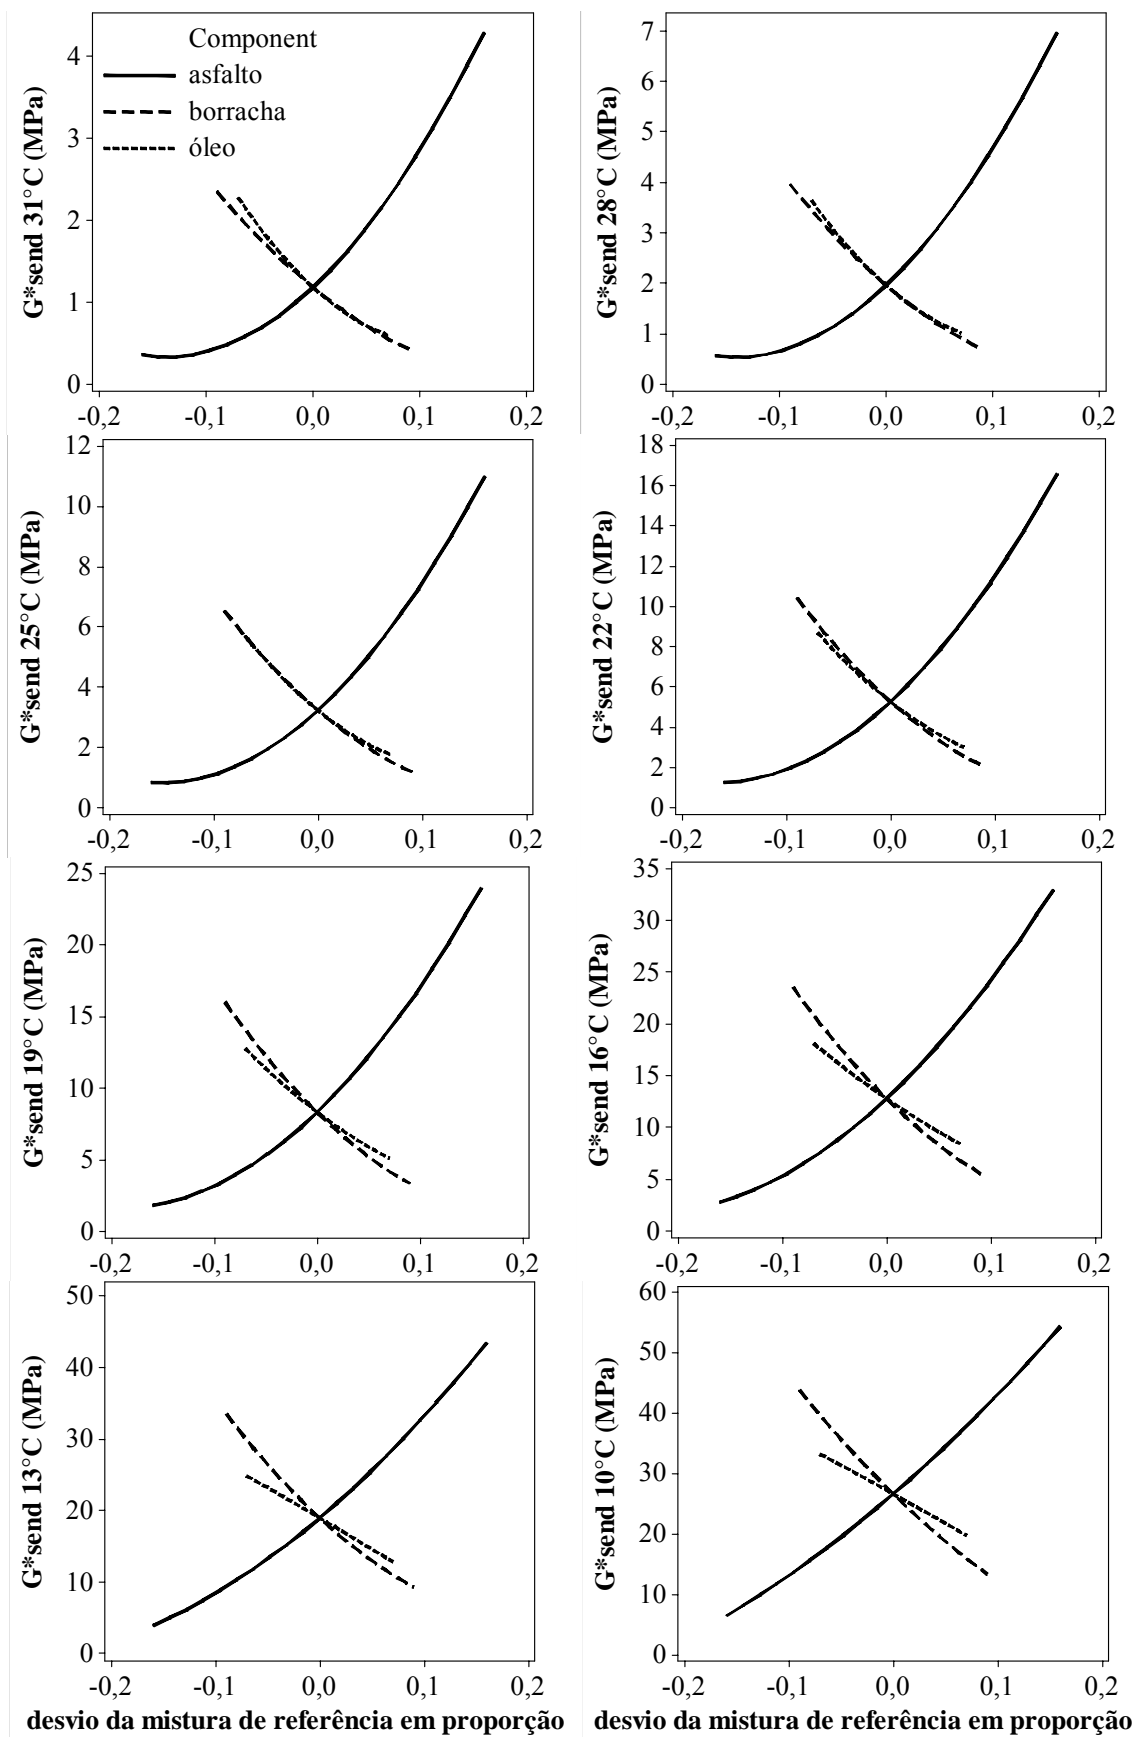 G*send 31°C (MPa)
4
3
2
1
0
Component
asfalto
borracha
óleo
-0,2 -0,1 0,0 0,1 0,2
G*send 28°C (MPa)
7
6
5
4
3
2
1
0
-0,2 -0,1 0,0 0,1 0,2
G*send 25°C (MPa)
12
10
8
6
4
2
0
-0,2 -0,1 0,0 0,1 0,2
G*send 22°C (MPa)
18
16
14
12
10
8
6
4
2
0
-0,2 -0,1 0,0 0,1 0,2
G*send 19°C (MPa)
25
20
15
10
5
0
-0,2 -0,1 0,0 0,1 0,2
G*send 16°C (MPa)
35
30
25
20
15
10
5
0
-0,2 -0,1 0,0 0,1 0,2
G*send 13°C (MPa)
50
40
30
20
10
0
-0,2 -0,1 0,0 0,1 0,2
desvio da mistura de referência em proporção
G*send 10°C (MPa)
60
50
40
30
20
10
0
-0,2 -0,1 0,0 0,1 0,2
desvio da mistura de referência em proporção